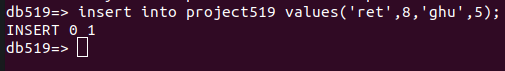 db519=> insert into project519 values('ret',8,'ghu',5);
INSERT 0 1
db519=>